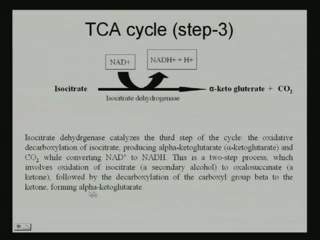 TCA cycle (step-3)
NAD+
NADH+ + H+
Isocitrate
α-keto gluterate + CO2
Isocitrate dehydrogenase
Isocitrate dehydrgenase catalyzes the third step of the cycle: the oxidative
decarboxylation of isocitrate, producing alpha-ketoglutarate (α-ketoglutarate) and
CO2 while converting NAD+ to NADH. This is a two-step process, which
involves oxidation of isocitrate (a secondary alcohol) to oxalosuccinate (a
ketone), followed by the decarboxylation of the carboxyl group beta to the
ketone, forming alpha-ketoglutarate.